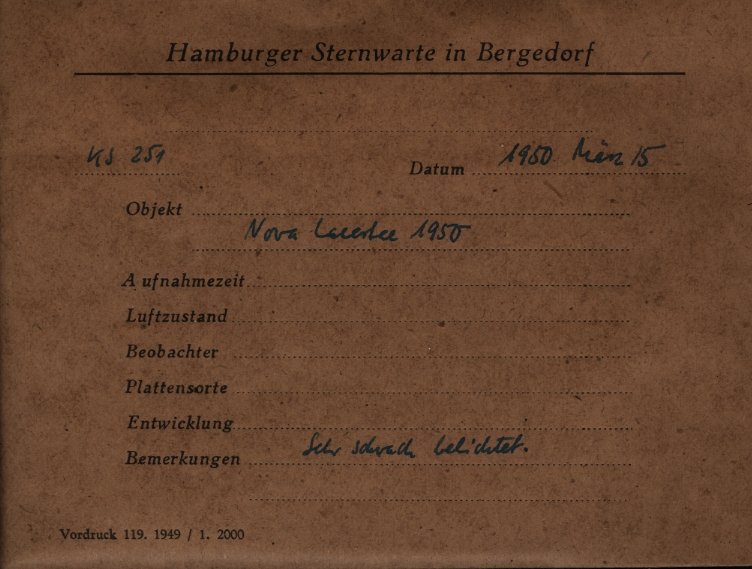 Hamburger Sternwarte in Bergedorf
KS 251
Datum 1950 März 15
Objekt
Nova Lacertae 1950
Aufnahmezeit
Luftzustand
Beobachter
Plattensorte
Entwicklung
Bemerkungen Sehr schwach belichtet.
Vordruck 119. 1949 / 1. 2000